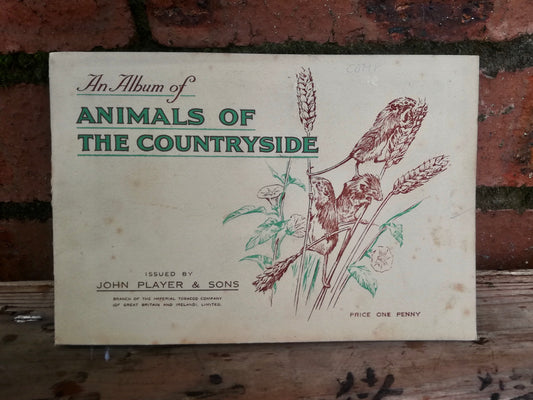 An Album of
ANIMALS OF
THE COUNTRYSIDE
ISSUED BY
JOHN PLAYER & SONS
BRANCH OF THE IMPERIAL TOBACCO COMPANY
(OF GREAT BRITAIN AND IRELAND), LIMITED.
PRICE ONE PENNY